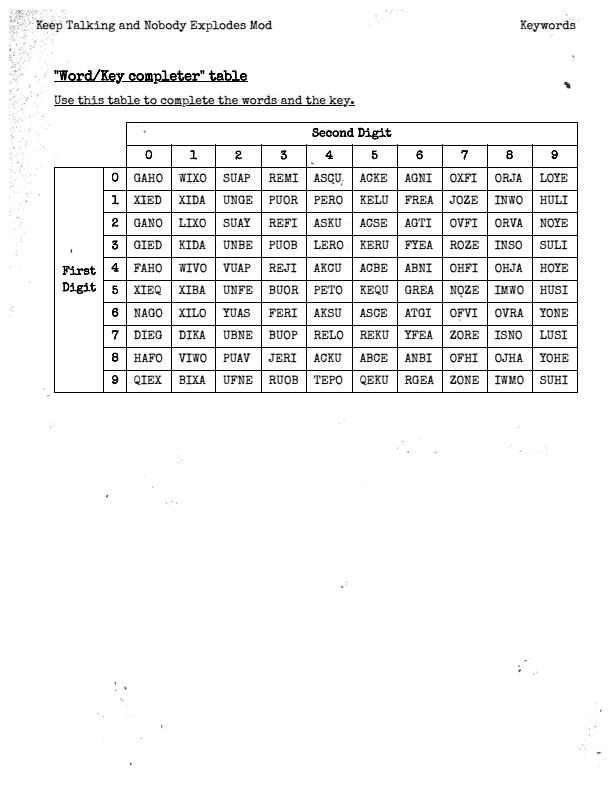 Keep Talking and Nobody Explodes Mod Keywords
"Word/Key completer" table
Use this table to complete the words and the key.
Second Digit
0 1 2 3 4 5 6 7 8 9
0 GAHO WIXO SUAP REMI ASQU ACKE AGNI OXFI ORJA LOYE
1 XIED XIDA UNGE PUOR PERO KELU FREA JOZE INWO HULI
2 GANO LIXO SUAY REFI ASKU ACSE AGTI OVFI ORVA NOYE
3 GIED KIDA UNBE PUOB LERO KERU FYEA ROZE INSO SULI
First Digit
4 FAHO WIVO VUAP REJI AKCU ACBE ABNI OHFI OHJA HOYE
5 XIEQ XIBA UNFE BUOR PETO KEQU GREA NOZE IMWO HUSI
6 NAGO XILO YUAS FERI AKSU ASCE ATGI OFVI OVRA YONE
7 DIEG DIKA UBNE BUOP RELO REKU YFEA ZORE ISNO LUSI
8 HAFO VIWO PUAV JERI ACKU ABCE ANBI OFHI OJHA YOHE
9 QIEX BIXA UFNE RUOB TEPO QEKU RGEA ZONE IWMO SUHI